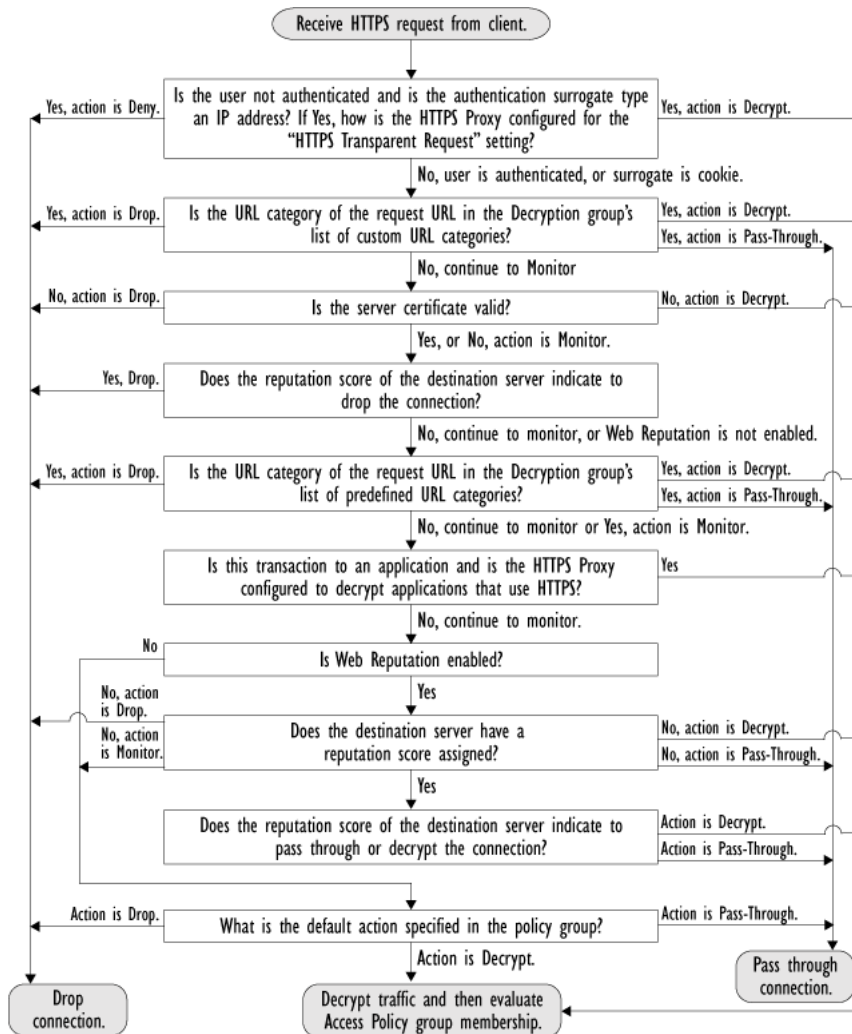 Receive HTTPS request from client.
Yes, action is Deny.
Is the user not authenticated and is the authentication surrogate type
an IP address? If Yes, how is the HTTPS Proxy configured for the
“HTTPS Transparent Request” setting?
Yes, action is Decrypt.
No, user is authenticated, or surrogate is cookie.
Yes, action is Drop.
Is the URL category of the request URL in the Decryption group's
list of custom URL categories?
Yes, action is Decrypt.
Yes, action is Pass-Through.
No, continue to Monitor
No, action is Drop.
Is the server certificate valid?
No, action is Decrypt.
Yes, or No, action is Monitor.
Yes, Drop.
Does the reputation score of the destination server indicate to
drop the connection?
No, continue to monitor, or Web Reputation is not enabled.
Yes, action is Drop.
Is the URL category of the request URL in the Decryption group's
list of predefined URL categories?
Yes, action is Decrypt.
Yes, action is Pass-Through.
No, continue to monitor or Yes, action is Monitor.
Is this transaction to an application and is the HTTPS Proxy
configured to decrypt applications that use HTTPS?
Yes
No, continue to monitor.
No
Is Web Reputation enabled?
Yes
No, action
is Drop.
No, action
is Monitor.
Does the destination server have a
reputation score assigned?
No, action is Decrypt.
No, action is Pass-Through.
Yes
Does the reputation score of the destination server indicate to
pass through or decrypt the connection?
Action is Decrypt.
Action is Pass-Through.
Action is Drop.
What is the default action specified in the policy group?
Action is Pass-Through.
Action is Decrypt.
Drop
connection.
Decrypt traffic and then evaluate
Access Policy group membership.
Pass through
connection.